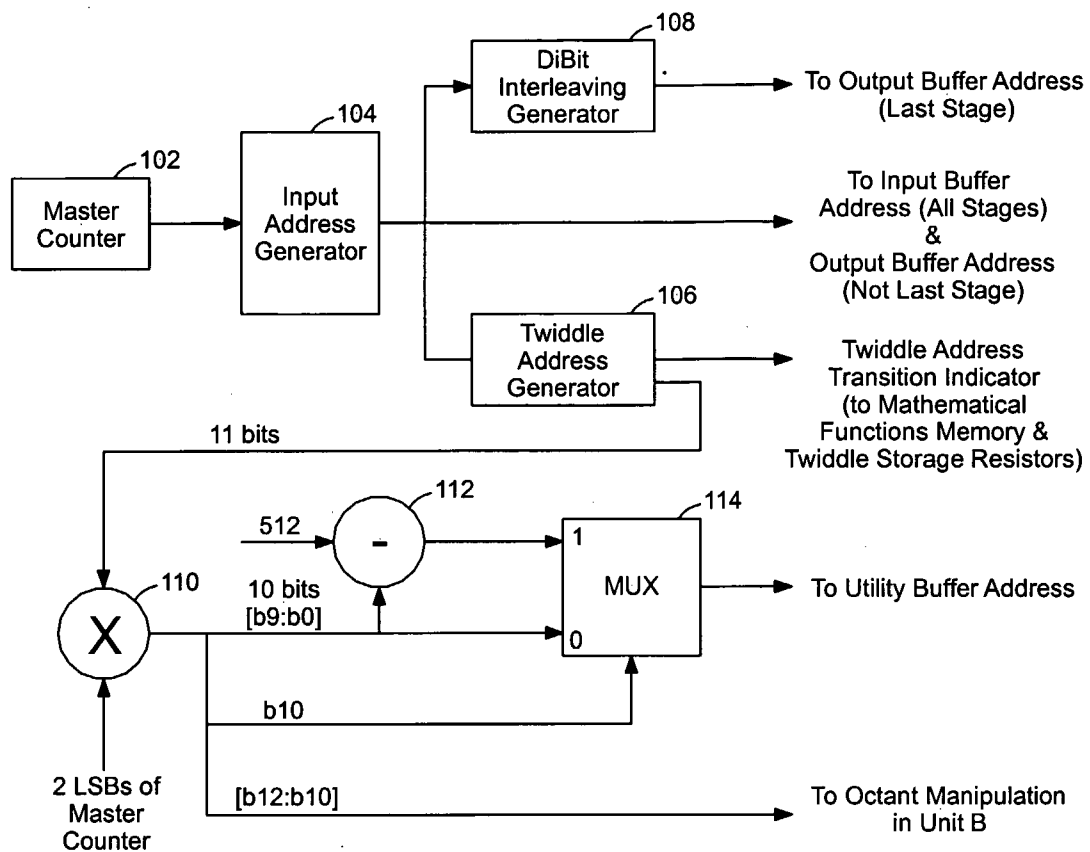 108
DiBit
Interleaving
Generator
To Output Buffer Address
(Last Stage)
104
Input
Address
Generator
102
Master
Counter
To Input Buffer
Address (All Stages)
&
Output Buffer Address
(Not Last Stage)
106
Twiddle
Address
Generator
Twiddle Address
Transition Indicator
(to Mathematical
Functions Memory &
Twiddle Storage Resistors)
11 bits
112
512
-
114
1
MUX
0
To Utility Buffer Address
110
X
10 bits
[b9:b0]
b10
2 LSBs of
Master
Counter
[b12:b10]
To Octant Manipulation
in Unit B